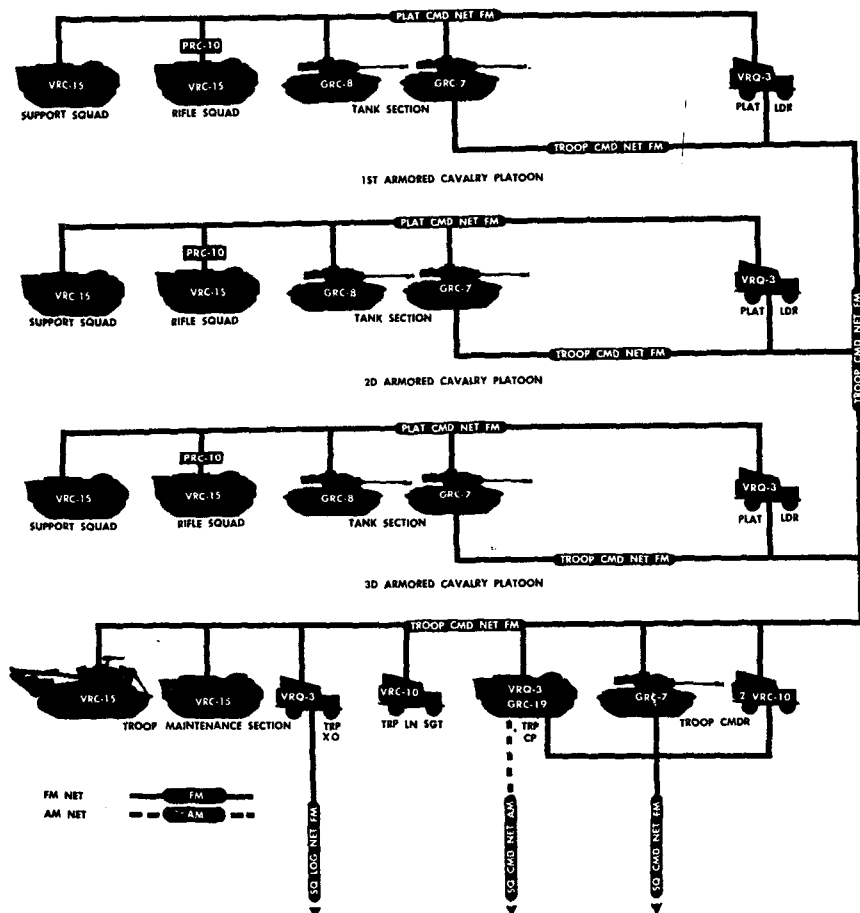 PLAT CMD NET FM
PRC-10
VRC-15
VRC-15
GRC-8
GRC-7
VRQ-3
SUPPORT SQUAD
RIFLE SQUAD
TANK SECTION
PLAT LDR
TROOP CMD NET FM
1ST ARMORED CAVALRY PLATOON
PLAT CMD NET FM
PRC-10
VRC-15
VRC-15
GRC-8
GRC-7
VRQ-3
SUPPORT SQUAD
RIFLE SQUAD
TANK SECTION
PLAT LDR
TROOP CMD NET FM
2D ARMORED CAVALRY PLATOON
TROOP CMD NET FM
PLAT CMD NET FM
PRC-10
VRC-15
VRC-15
GRC-8
GRC-7
VRQ-3
SUPPORT SQUAD
RIFLE SQUAD
TANK SECTION
PLAT LDR
TROOP CMD NET FM
3D ARMORED CAVALRY PLATOON
TROOP CMD NET FM
VRC-15
VRC-15
VRQ-3
VRC-10
VRQ-3
GRC-19
GRC-7
2 VRC-10
TROOP MAINTENANCE SECTION
TRP
XO
TRP LN SGT
TRP
CP
TROOP CMDR
FM NET
FM
AM NET
AM
SQ LOG NET FM
SQ CMD NET AM
SQ CMD NET FM